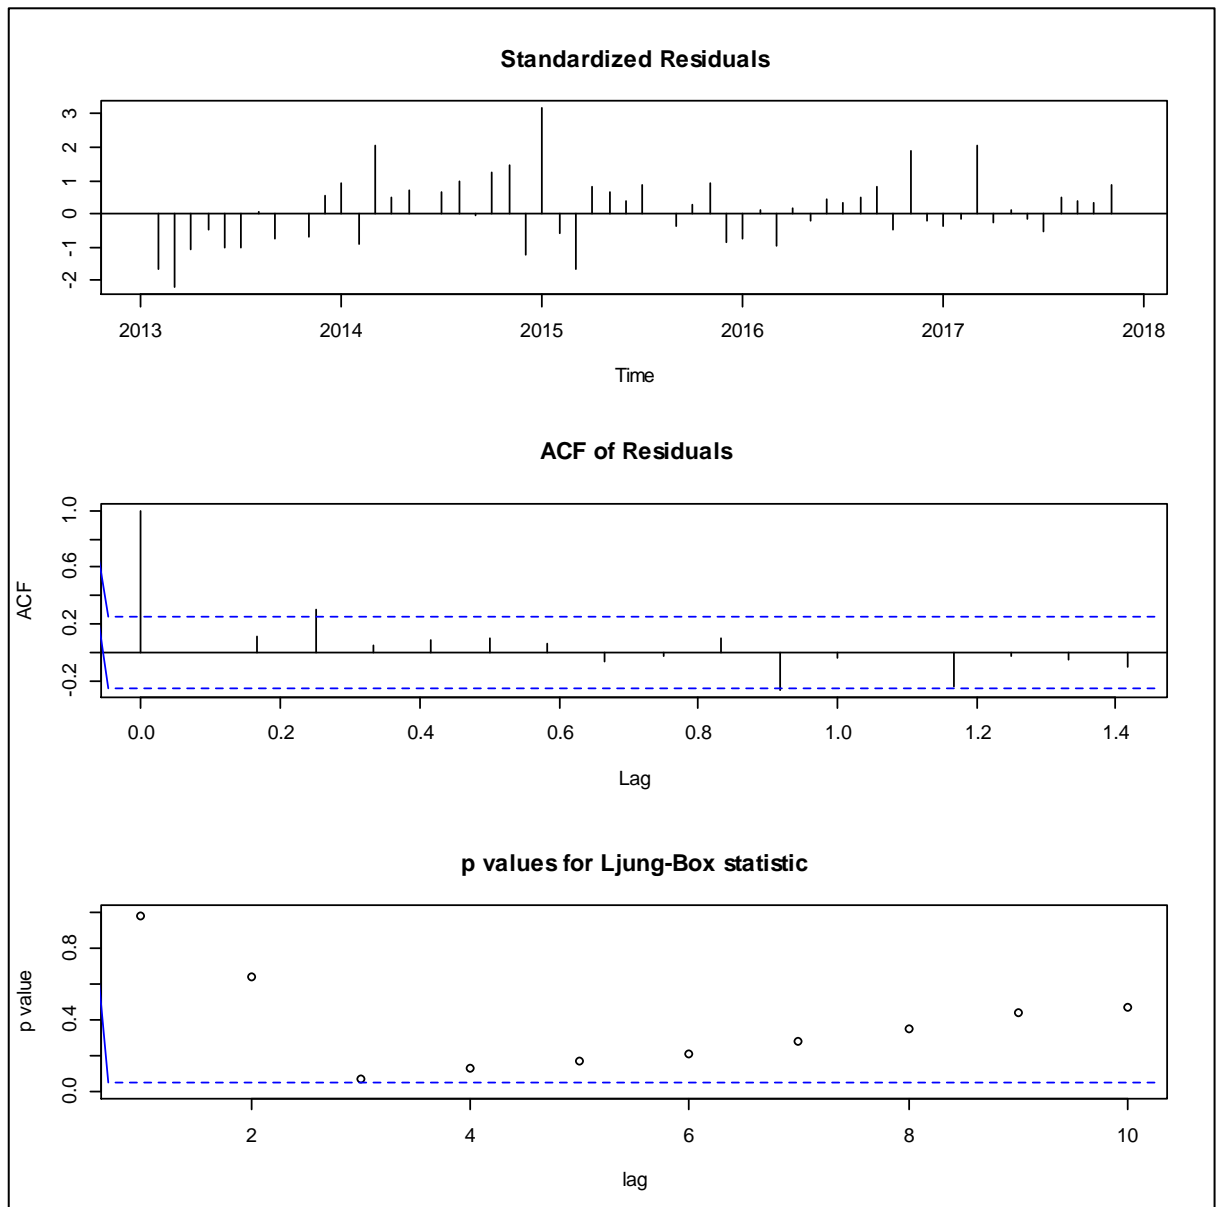 Standardized Residuals
3
2
1
0
-1
-2
2013 2014 2015 2016 2017 2018
Time
ACF of Residuals
ACF
1.0
0.6
0.2
-0.2
0.0 0.2 0.4 0.6 0.8 1.0 1.2 1.4
Lag
p values for Ljung-Box statistic
p value
0.8
0.4
0.0
2 4 6 8 10
lag